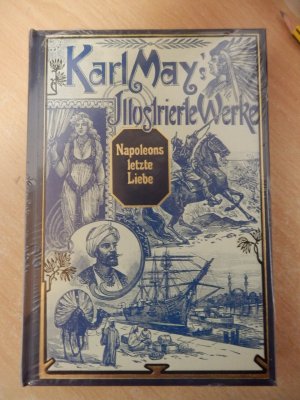 Karl May's
Illustrierte Werke
Napoleons
letzte
Liebe